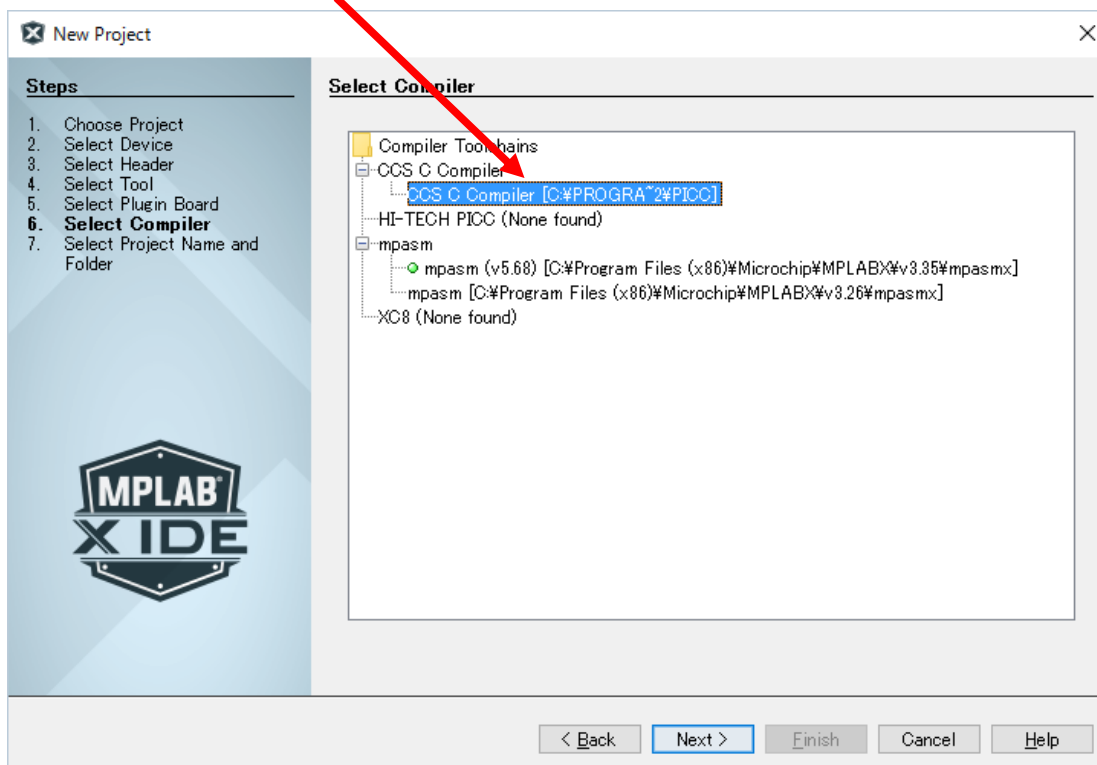 New Project
Steps
1. Choose Project
2. Select Device
3. Select Header
4. Select Tool
5. Select Plugin Board
6. Select Compiler
7. Select Project Name and
Folder
MPLAB
X IDE
Select Compiler
Compiler Toolchains
CCS C Compiler
CCS C Compiler [C:¥PROGRA~2¥PICC]
HI-TECH PICC (None found)
mpasm
mpasm (v5.68) [C:¥Program Files (x86)¥Microchip¥MPLABX¥v3.35¥mpasmx]
mpasm [C:¥Program Files (x86)¥Microchip¥MPLABX¥v3.26¥mpasmx]
XC8 (None found)
< Back Next > Finish Cancel Help